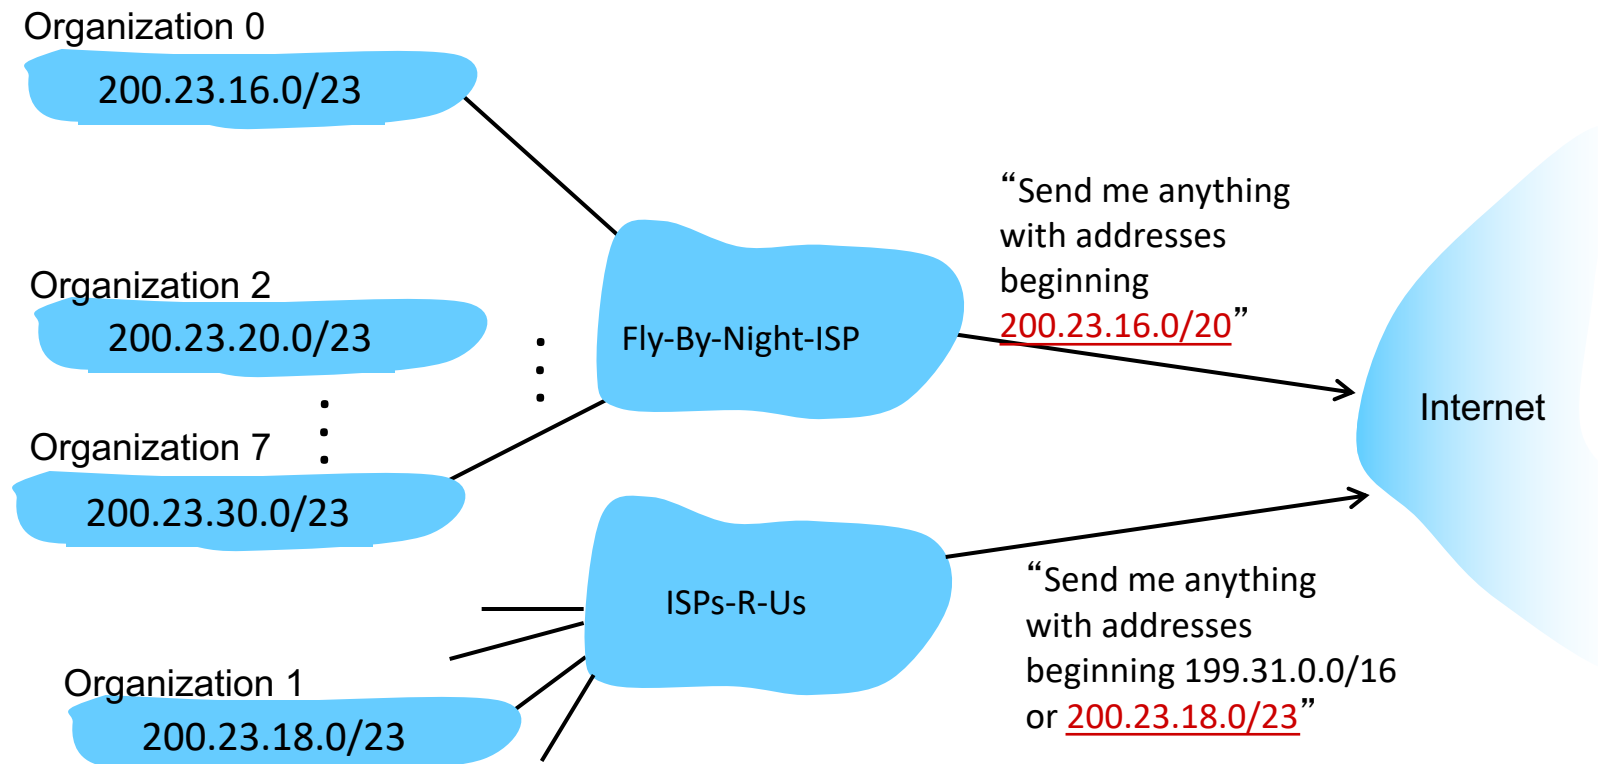 Organization 0
200.23.16.0/23
Organization 2
200.23.20.0/23
Organization 7
200.23.30.0/23
Organization 1
200.23.18.0/23
Fly-By-Night-ISP
ISPs-R-Us
“Send me anything
with addresses
beginning
200.23.16.0/20”
“Send me anything
with addresses
beginning 199.31.0.0/16
or 200.23.18.0/23”
Internet